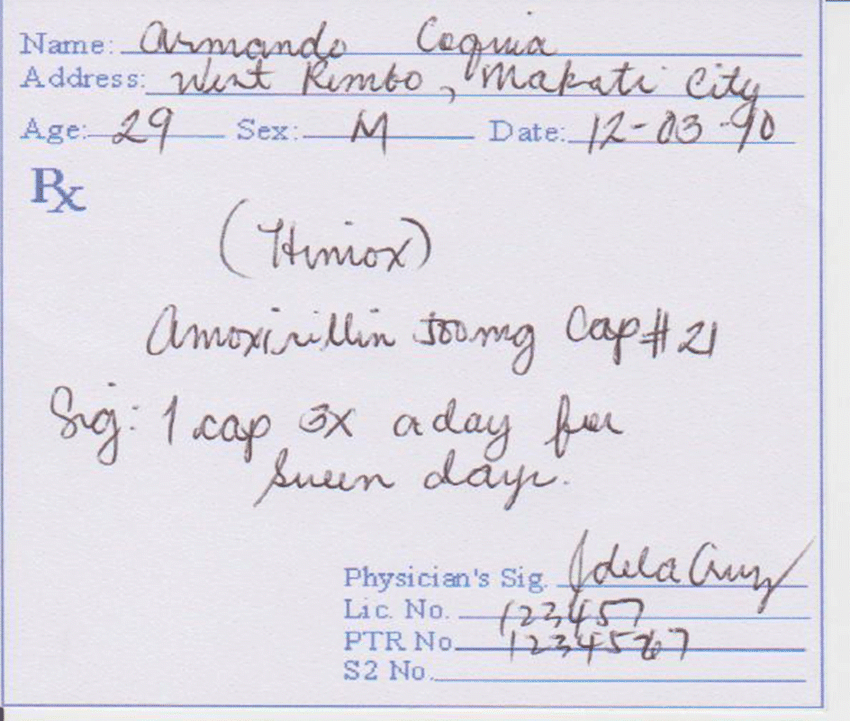 Name: Armando Coquia
Address: West Rembo, Makati City
Age: 29 Sex: M Date: 12-03-90
Rx
(Himox)
Amoxicillin 500mg Cap #21
Sig: 1 cap 3x a day for
seven days.
Physician's Sig. J dela Cruz
Lic. No. 123457
PTR No. 1234567
S2 No.